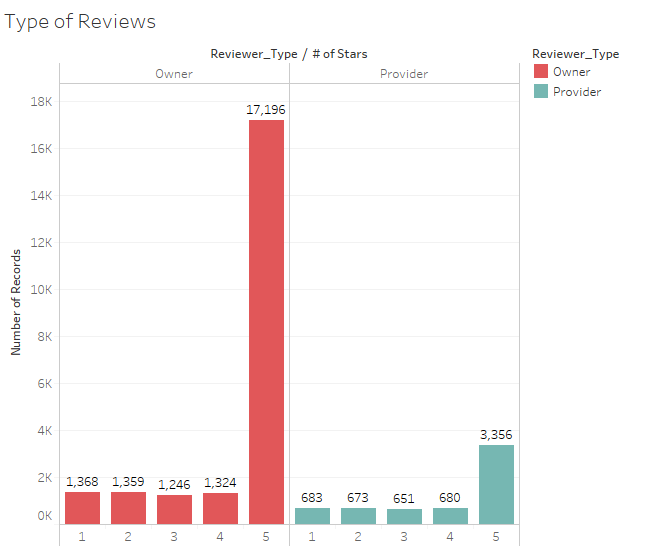 Type of Reviews
Reviewer_Type / # of Stars
Reviewer_Type
Owner
Provider
Owner
Provider
18K
17,196
16K
14K
12K
10K
Number of Records
8K
6K
4K
3,356
2K
1,368 1,359 1,246 1,324
683 673 651 680
0K
1 2 3 4 5 1 2 3 4 5